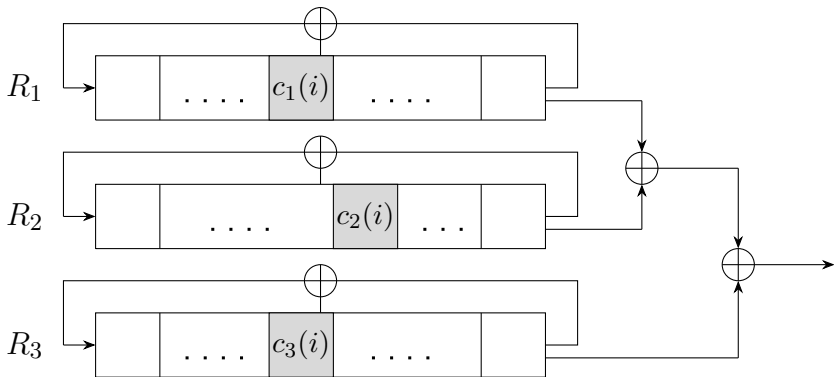 R₁ . . . . c₁(i) . . . .
R₂ . . . . c₂(i) . . .
R₃ . . . . c₃(i) . . . .